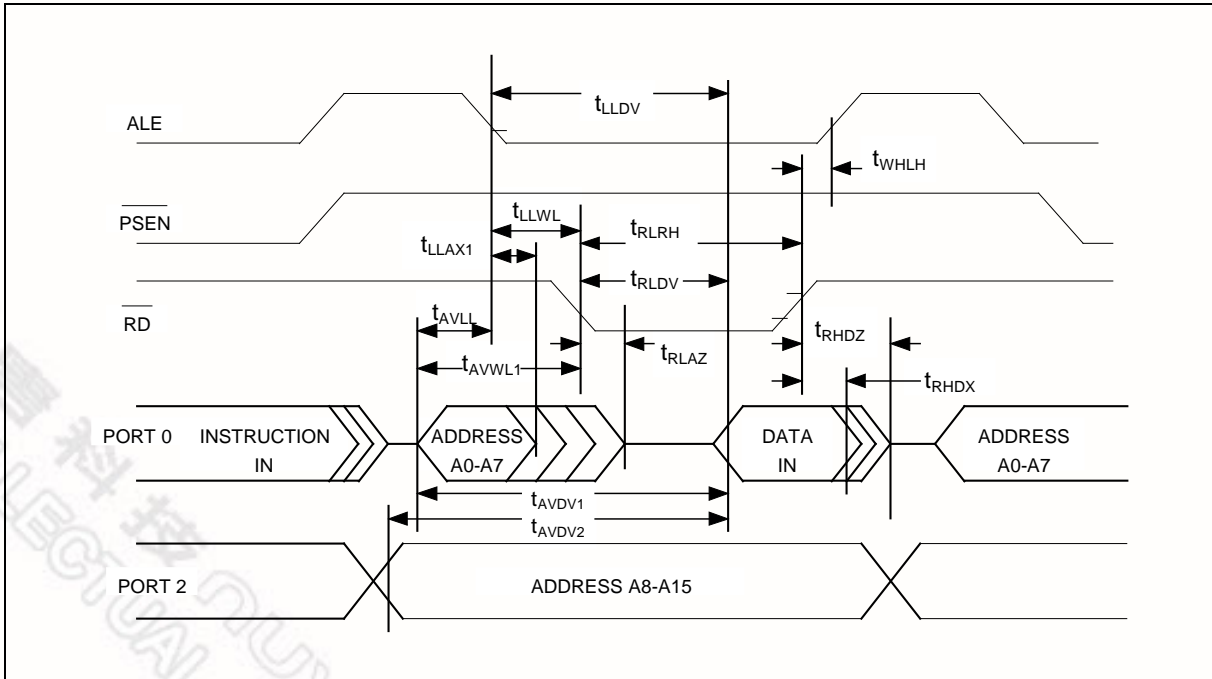 ALE
tLLDV
tWHLH
PSEN
tLLWL
tRLRH
tLLAX1
tRLDV
RD
tAVLL
tRHDZ
tRLAZ
tAVWL1
tRHDX
PORT 0
INSTRUCTION
IN
ADDRESS
A0-A7
DATA
IN
ADDRESS
A0-A7
tAVDV1
tAVDV2
PORT 2
ADDRESS A8-A15